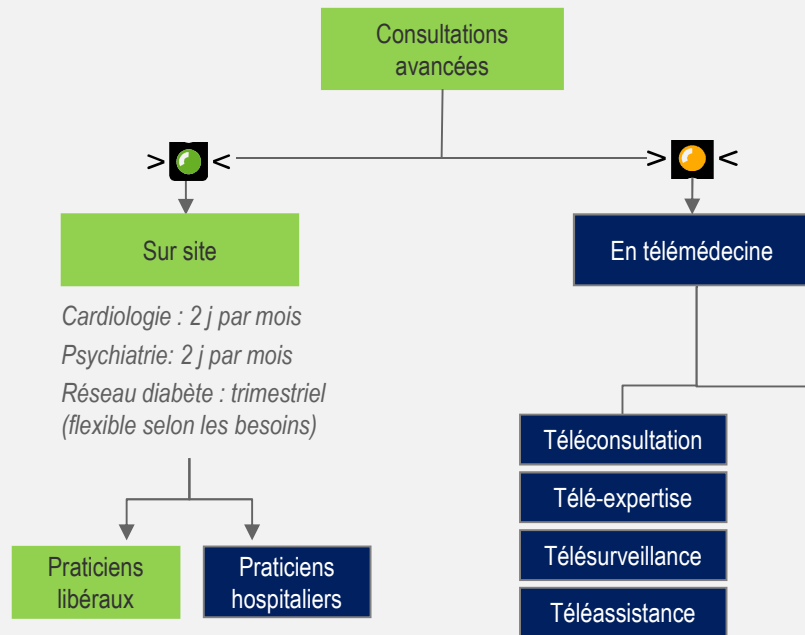 Consultations
avancées
> <
> <
Sur site
En télémédecine
Cardiologie : 2 j par mois
Psychiatrie: 2 j par mois
Réseau diabète : trimestriel
(flexible selon les besoins)
Téléconsultation
Télé-expertise
Télésurveillance
Téléassistance
Praticiens
libéraux
Praticiens
hospitaliers